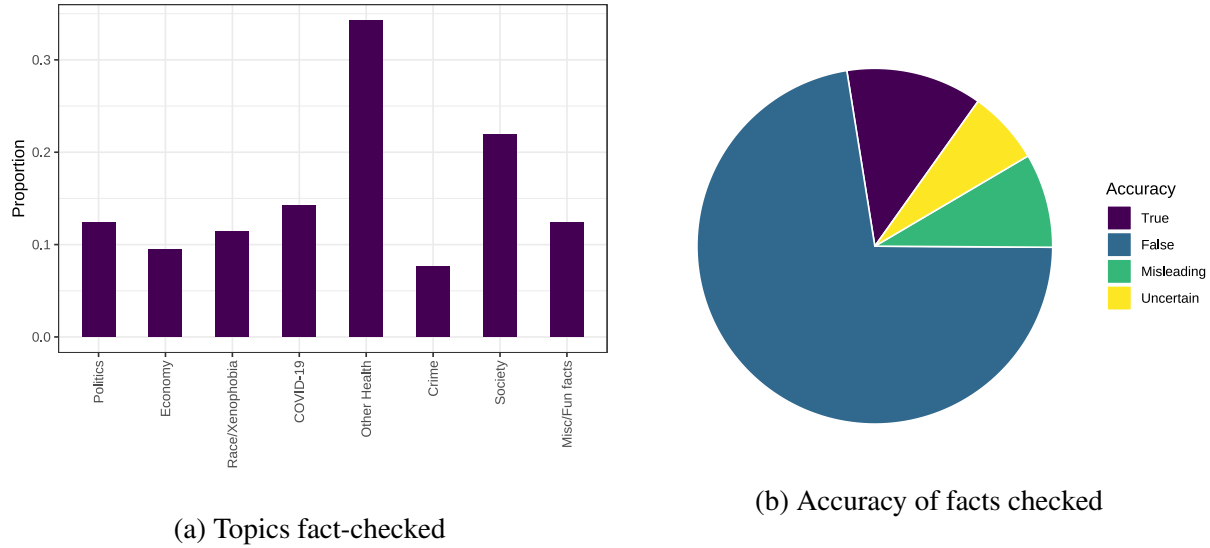 Proportion
0.3
0.2
0.1
0.0
Politics
Economy
Race/Xenophobia
COVID-19
Other Health
Crime
Society
Misc/Fun facts
(a) Topics fact-checked
Accuracy
True
False
Misleading
Uncertain
(b) Accuracy of facts checked